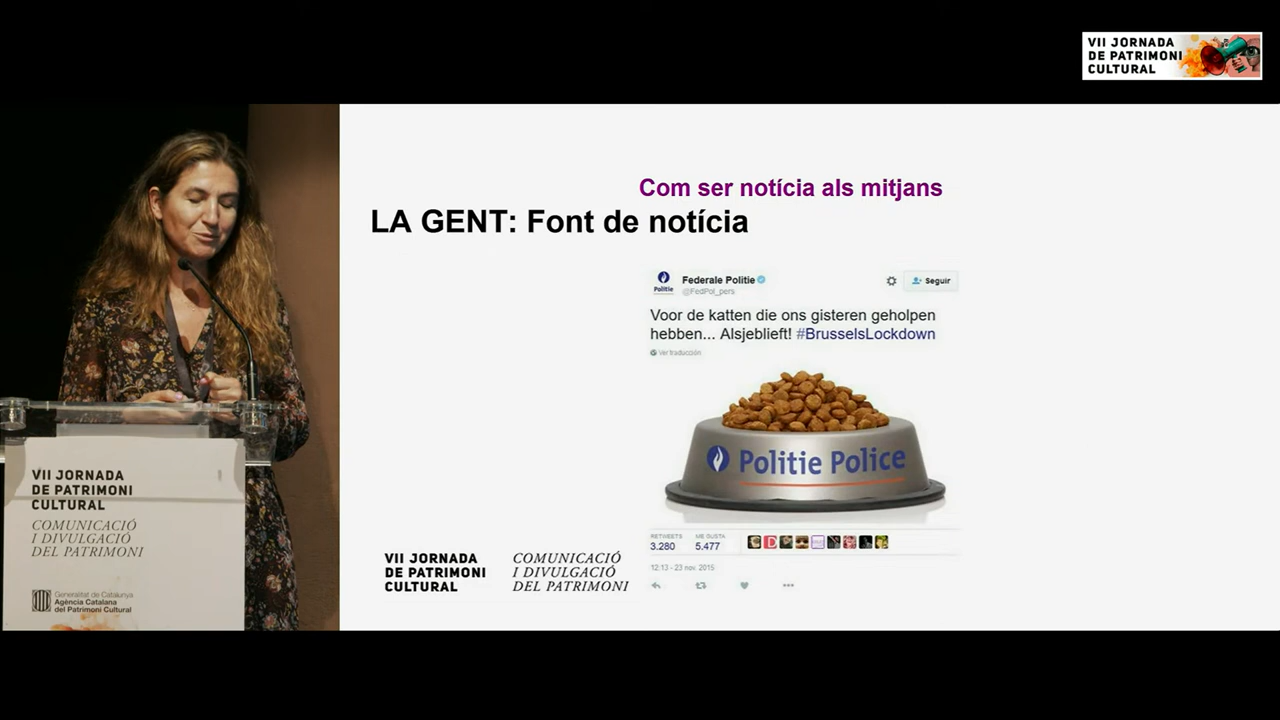 VII JORNADA
DE PATRIMONI
CULTURAL
Com ser notícia als mitjans
LA GENT: Font de notícia
Politie
Federale Politie
@FedPol_pers
Seguir
Voor de katten die ons gisteren geholpen
hebben... Alsjeblieft! #BrusselsLockdown
Ver traducción
Politie Police
RETWEETS
3.280
ME GUSTA
5.477
12:13 - 23 nov. 2015
VII JORNADA
DE PATRIMONI
CULTURAL
COMUNICACIÓ
I DIVULGACIÓ
DEL PATRIMONI
VII JORNADA
DE PATRIMONI
CULTURAL
COMUNICACIÓ
I DIVULGACIÓ
DEL PATRIMONI
Generalitat de Catalunya
Agència Catalana
del Patrimoni Cultural